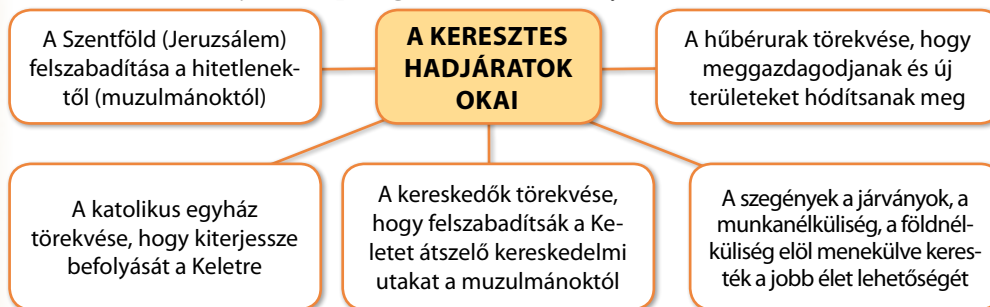 A Szentföld (Jeruzsálem)
felszabadítása a hitetlenek-
től (muzulmánoktól)
A KERESZTES
HADJÁRATOK
OKAI
A hűbérurak törekvése, hogy
meggazdagodjanak és új
területeket hódítsanak meg
A katolikus egyház
törekvése, hogy kiterjessze
befolyását a Keletre
A kereskedők törekvése,
hogy felszabadítsák a Ke-
letet átszelő kereskedelmi
utakat a muzulmánoktól
A szegények a járványok, a
munkanélküliség, a földnél-
küliség elöl menekülve keres-
ték a jobb élet lehetőségét